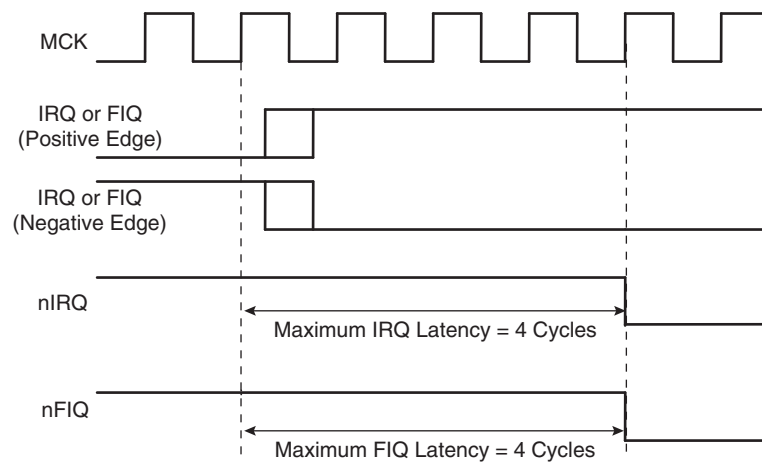 MCK
IRQ or FIQ
(Positive Edge)
IRQ or FIQ
(Negative Edge)
nIRQ
Maximum IRQ Latency = 4 Cycles
nFIQ
Maximum FIQ Latency = 4 Cycles